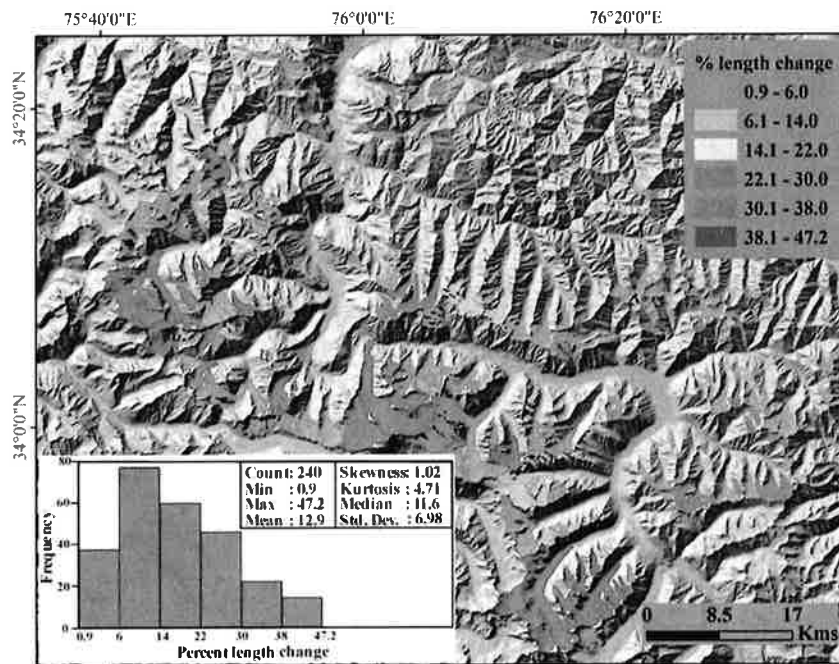 75°40'0"E 76°0'0"E 76°20'0"E
34°20'0"N
34°0'0"N
% length change
0.9 - 6.0
6.1 - 14.0
14.1 - 22.0
22.1 - 30.0
30.1 - 38.0
38.1 - 47.2
Count: 240 Skewness: 1.02
Min : 0.9 Kurtosis : 4.71
Max : 47.2 Median : 11.6
Mean : 12.9 Std. Dev. : 6.98
Frequency
80
60
40
20
0
0.9 6 14 22 30 38 47.2
Percent length change
0 8.5 17
Kms